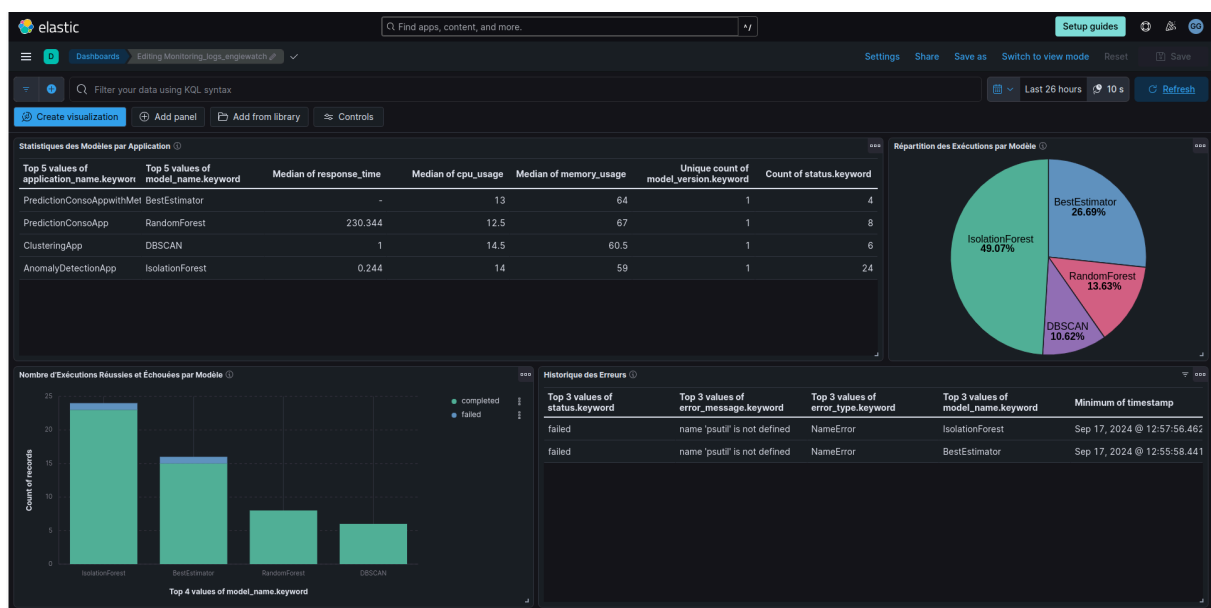 elastic
Find apps, content, and more.
^/
Setup guides
GG
D
Dashboards
Editing Monitoring_logs_engiewatch
Settings
Share
Save as
Switch to view mode
Reset
Save
Filter your data using KQL syntax
Last 26 hours
10 s
Refresh
Create visualization
Add panel
Add from library
Controls
Statistiques des Modèles par Application
Top 5 values of application_name.keyword
Top 5 values of model_name.keyword
Median of response_time
Median of cpu_usage
Median of memory_usage
Unique count of model_version.keyword
Count of status.keyword
PredictionConsoAppwithMet BestEstimator - 13 64 1 4
PredictionConsoApp RandomForest 230.344 12.5 67 1 8
ClusteringApp DBSCAN 1 14.5 60.5 1 6
AnomalyDetectionApp IsolationForest 0.244 14 59 1 24
Répartition des Exécutions par Modèle
BestEstimator
26.69%
IsolationForest
49.07%
RandomForest
13.63%
DBSCAN
10.62%
Nombre d'Exécutions Réussies et Échouées par Modèle
completed
failed
25
20
15
10
5
0
Count of records
IsolationForest
BestEstimator
RandomForest
DBSCAN
Top 4 values of model_name.keyword
Historique des Erreurs
Top 3 values of status.keyword
Top 3 values of error_message.keyword
Top 3 values of error_type.keyword
Top 3 values of model_name.keyword
Minimum of timestamp
failed name 'psutil' is not defined NameError IsolationForest Sep 17, 2024 @ 12:57:56.462
failed name 'psutil' is not defined NameError BestEstimator Sep 17, 2024 @ 12:55:58.441